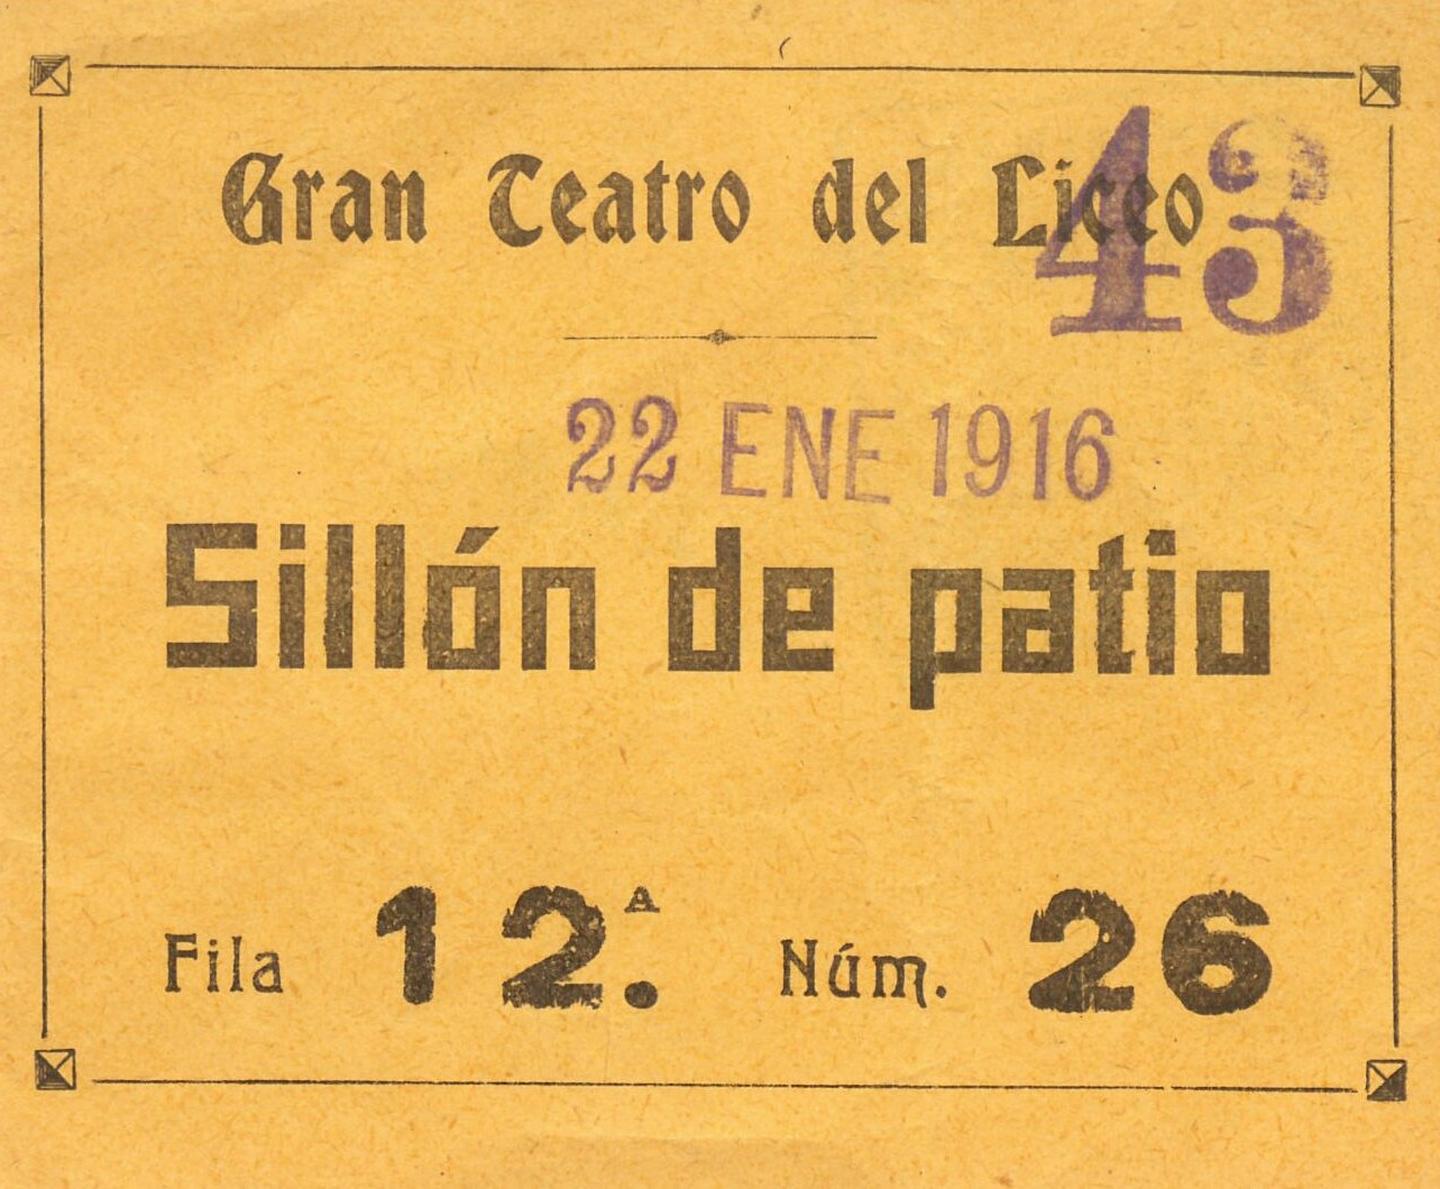 Gran Teatro del Liceo
43
22 ENE 1916
Sillón de patio
Fila 12.ᴬ Núm. 26